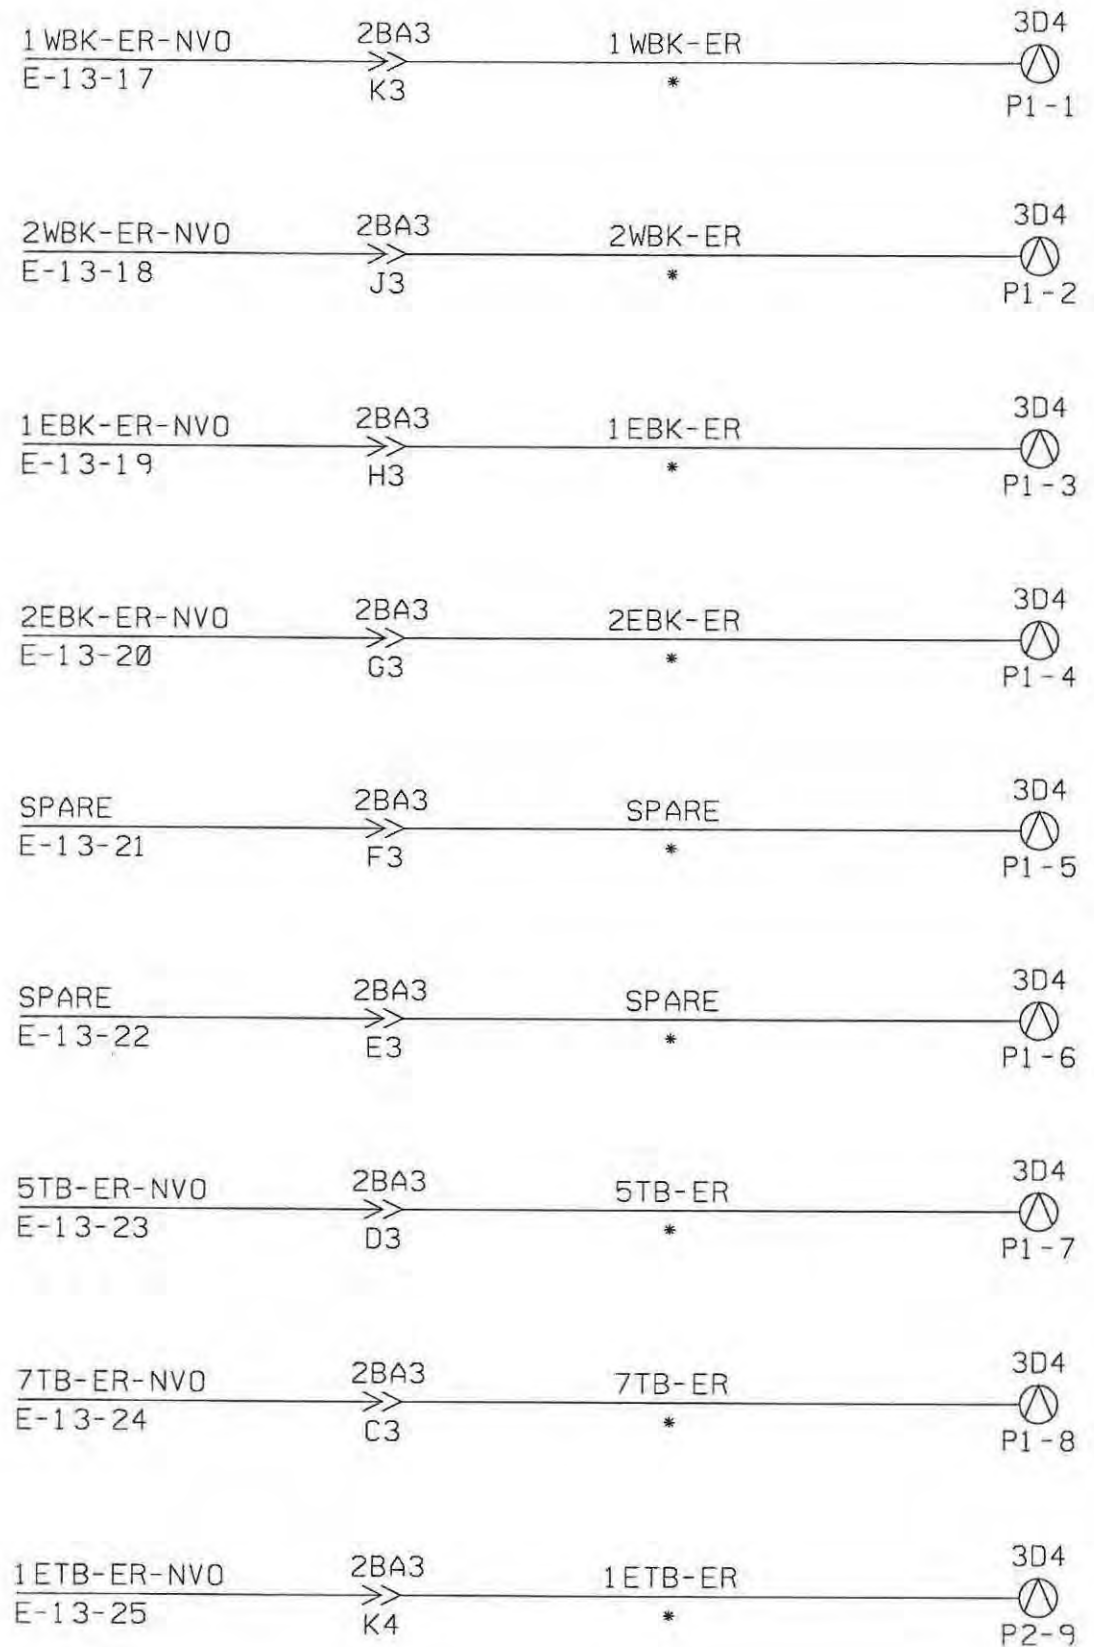 1WBK-ER-NVO 2BA3 1WBK-ER 3D4
E-13-17 K3 * P1-1
2WBK-ER-NVO 2BA3 2WBK-ER 3D4
E-13-18 J3 * P1-2
1EBK-ER-NVO 2BA3 1EBK-ER 3D4
E-13-19 H3 * P1-3
2EBK-ER-NVO 2BA3 2EBK-ER 3D4
E-13-20 G3 * P1-4
SPARE 2BA3 SPARE 3D4
E-13-21 F3 * P1-5
SPARE 2BA3 SPARE 3D4
E-13-22 E3 * P1-6
5TB-ER-NVO 2BA3 5TB-ER 3D4
E-13-23 D3 * P1-7
7TB-ER-NVO 2BA3 7TB-ER 3D4
E-13-24 C3 * P1-8
1ETB-ER-NVO 2BA3 1ETB-ER 3D4
E-13-25 K4 * P2-9